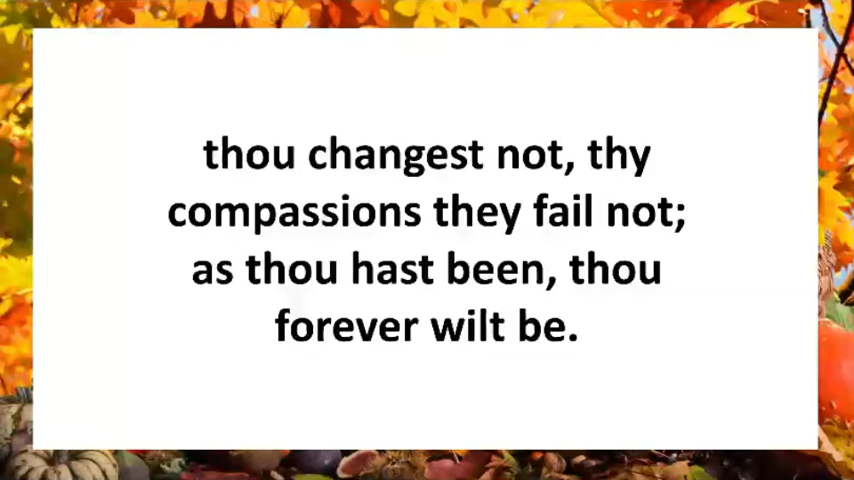 thou changest not, thy
compassions they fail not;
as thou hast been, thou
forever wilt be.